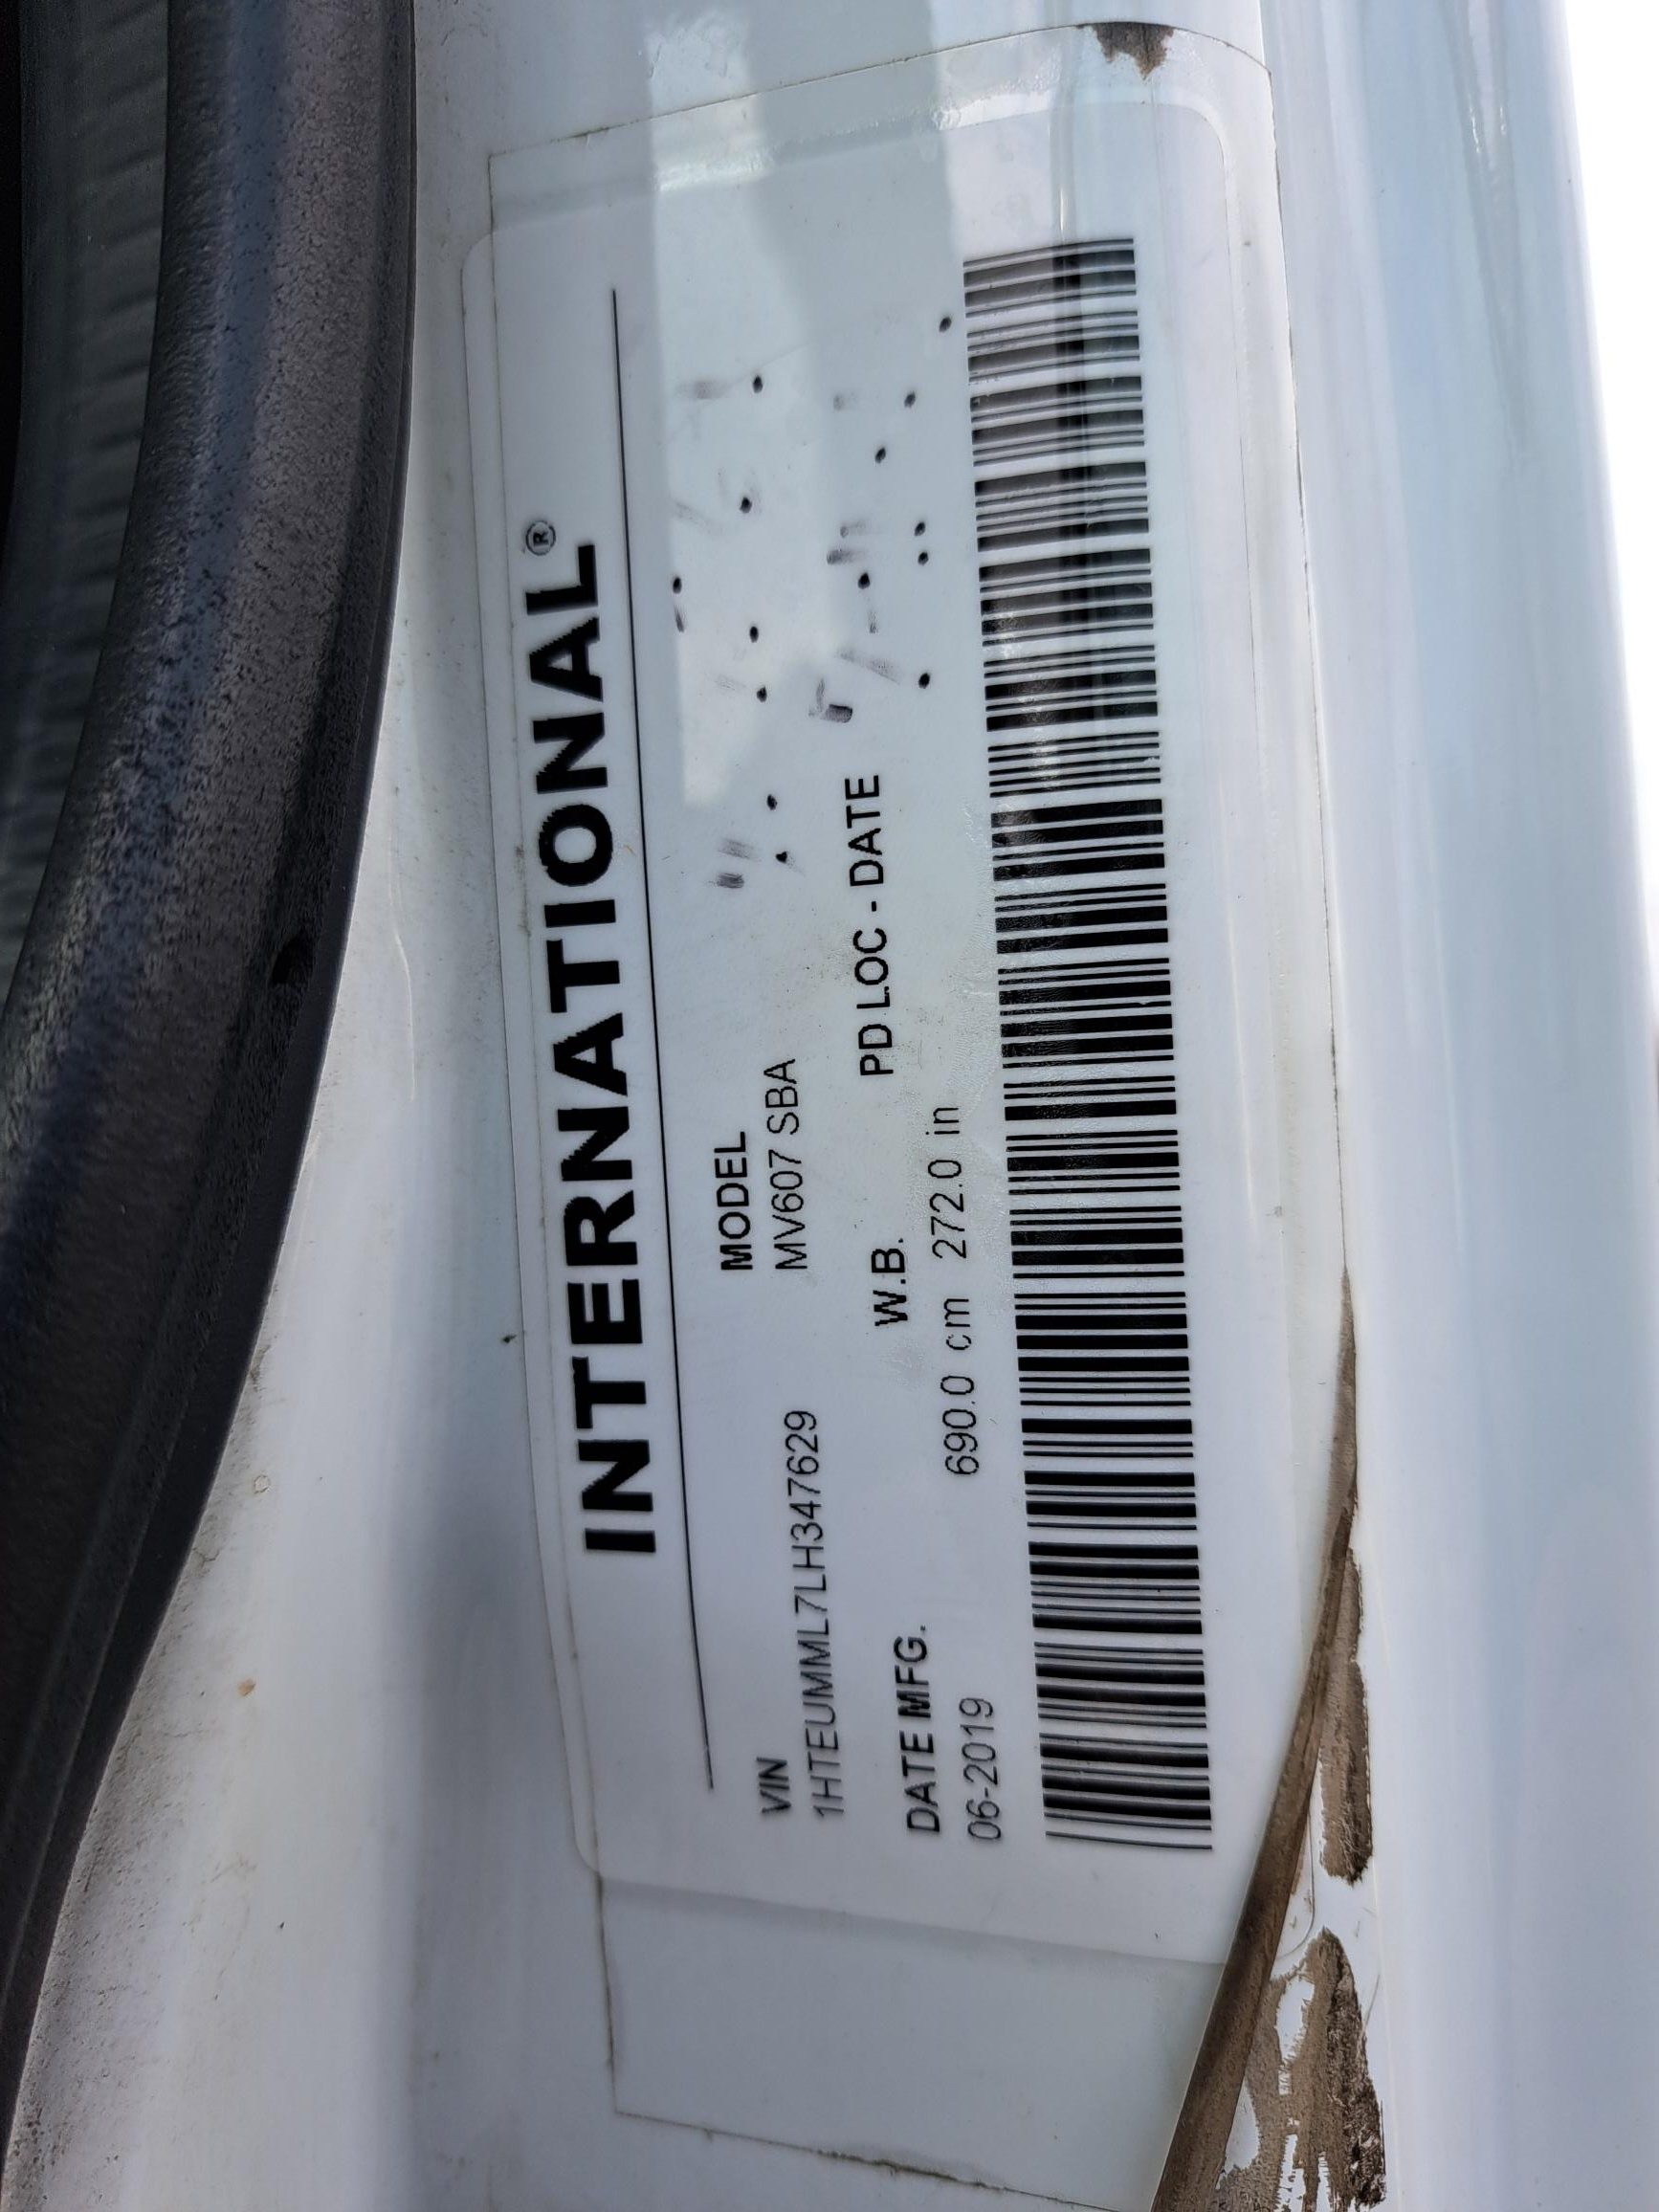 INTERNATIONAL®
VIN MODEL
1HTEUMML7LH347629 MV607 SBA
DATE MFG. W.B. PD LOC - DATE
06-2019 690.0 cm 272.0 in